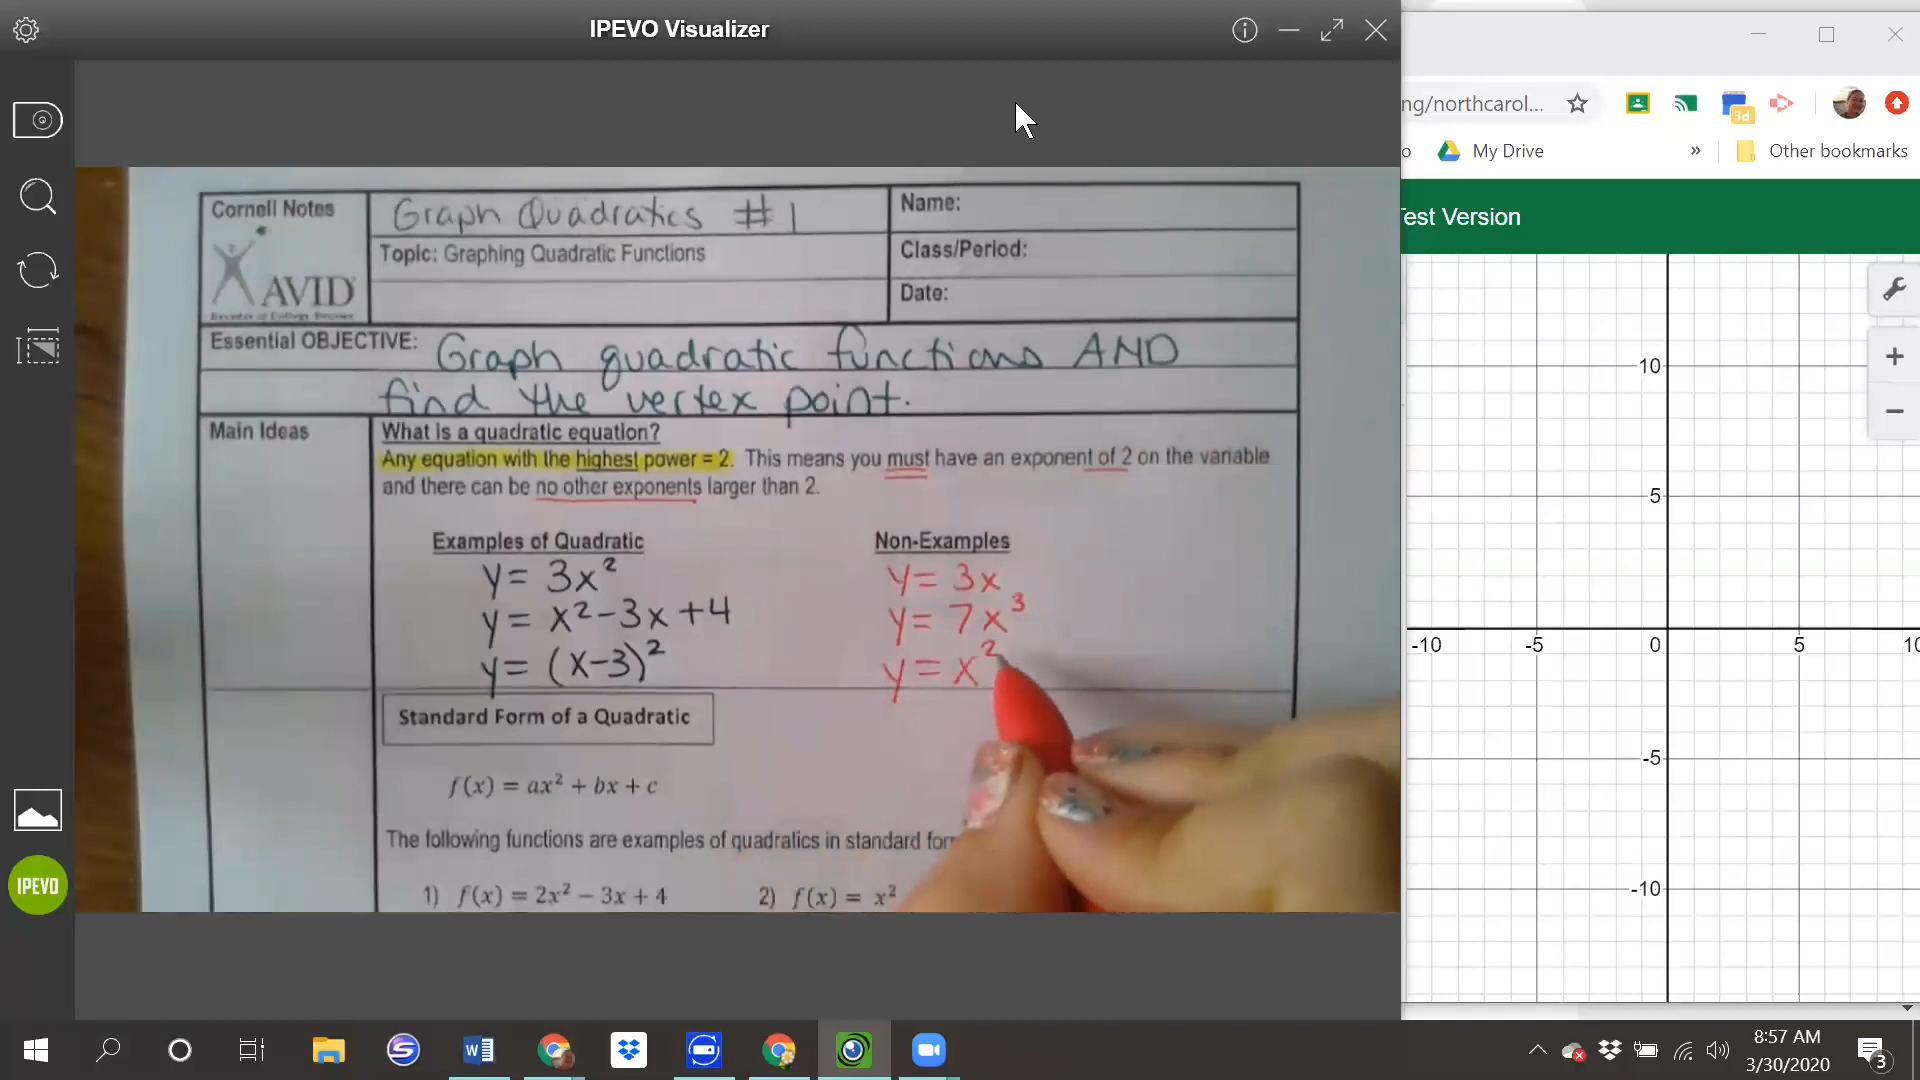 IPEVO Visualizer
ng/northcarol...
3d
o
My Drive
»
Other bookmarks
Test Version
Cornell Notes
AVID
Graph Quadratics #1
Topic: Graphing Quadratic Functions
Name:
Class/Period:
Date:
Essential OBJECTIVE: Graph quadratic functions AND
find the vertex point.
Main Ideas
What is a quadratic equation?
Any equation with the highest power = 2. This means you must have an exponent of 2 on the variable
and there can be no other exponents larger than 2.
Examples of Quadratic
y = 3x²
y = x² - 3x + 4
y = (x-3)²
Non-Examples
y = 3x
y = 7x³
y = x²
Standard Form of a Quadratic
f(x) = ax² + bx + c
The following functions are examples of quadratics in standard for
1) f(x) = 2x² − 3x + 4
2) f(x) = x²
10
5
-10
-5
0
5
10
-5
-10
IPEVO
8:57 AM
3/30/2020
3